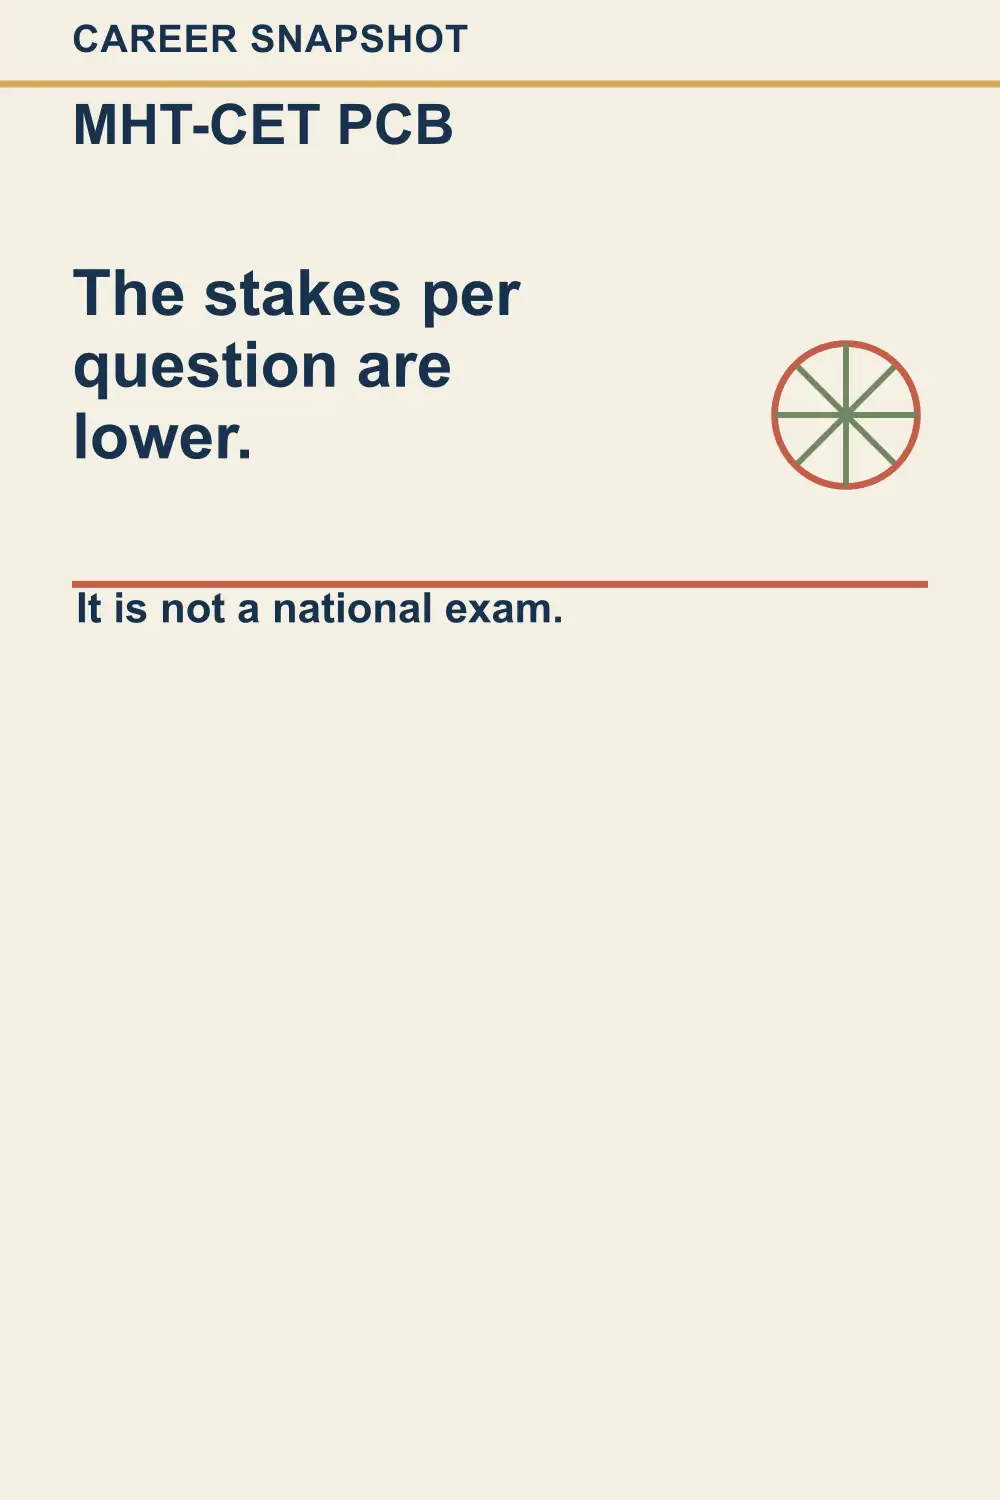 CAREER SNAPSHOT
MHT-CET PCB
The stakes per
question are
lower.
It is not a national exam.